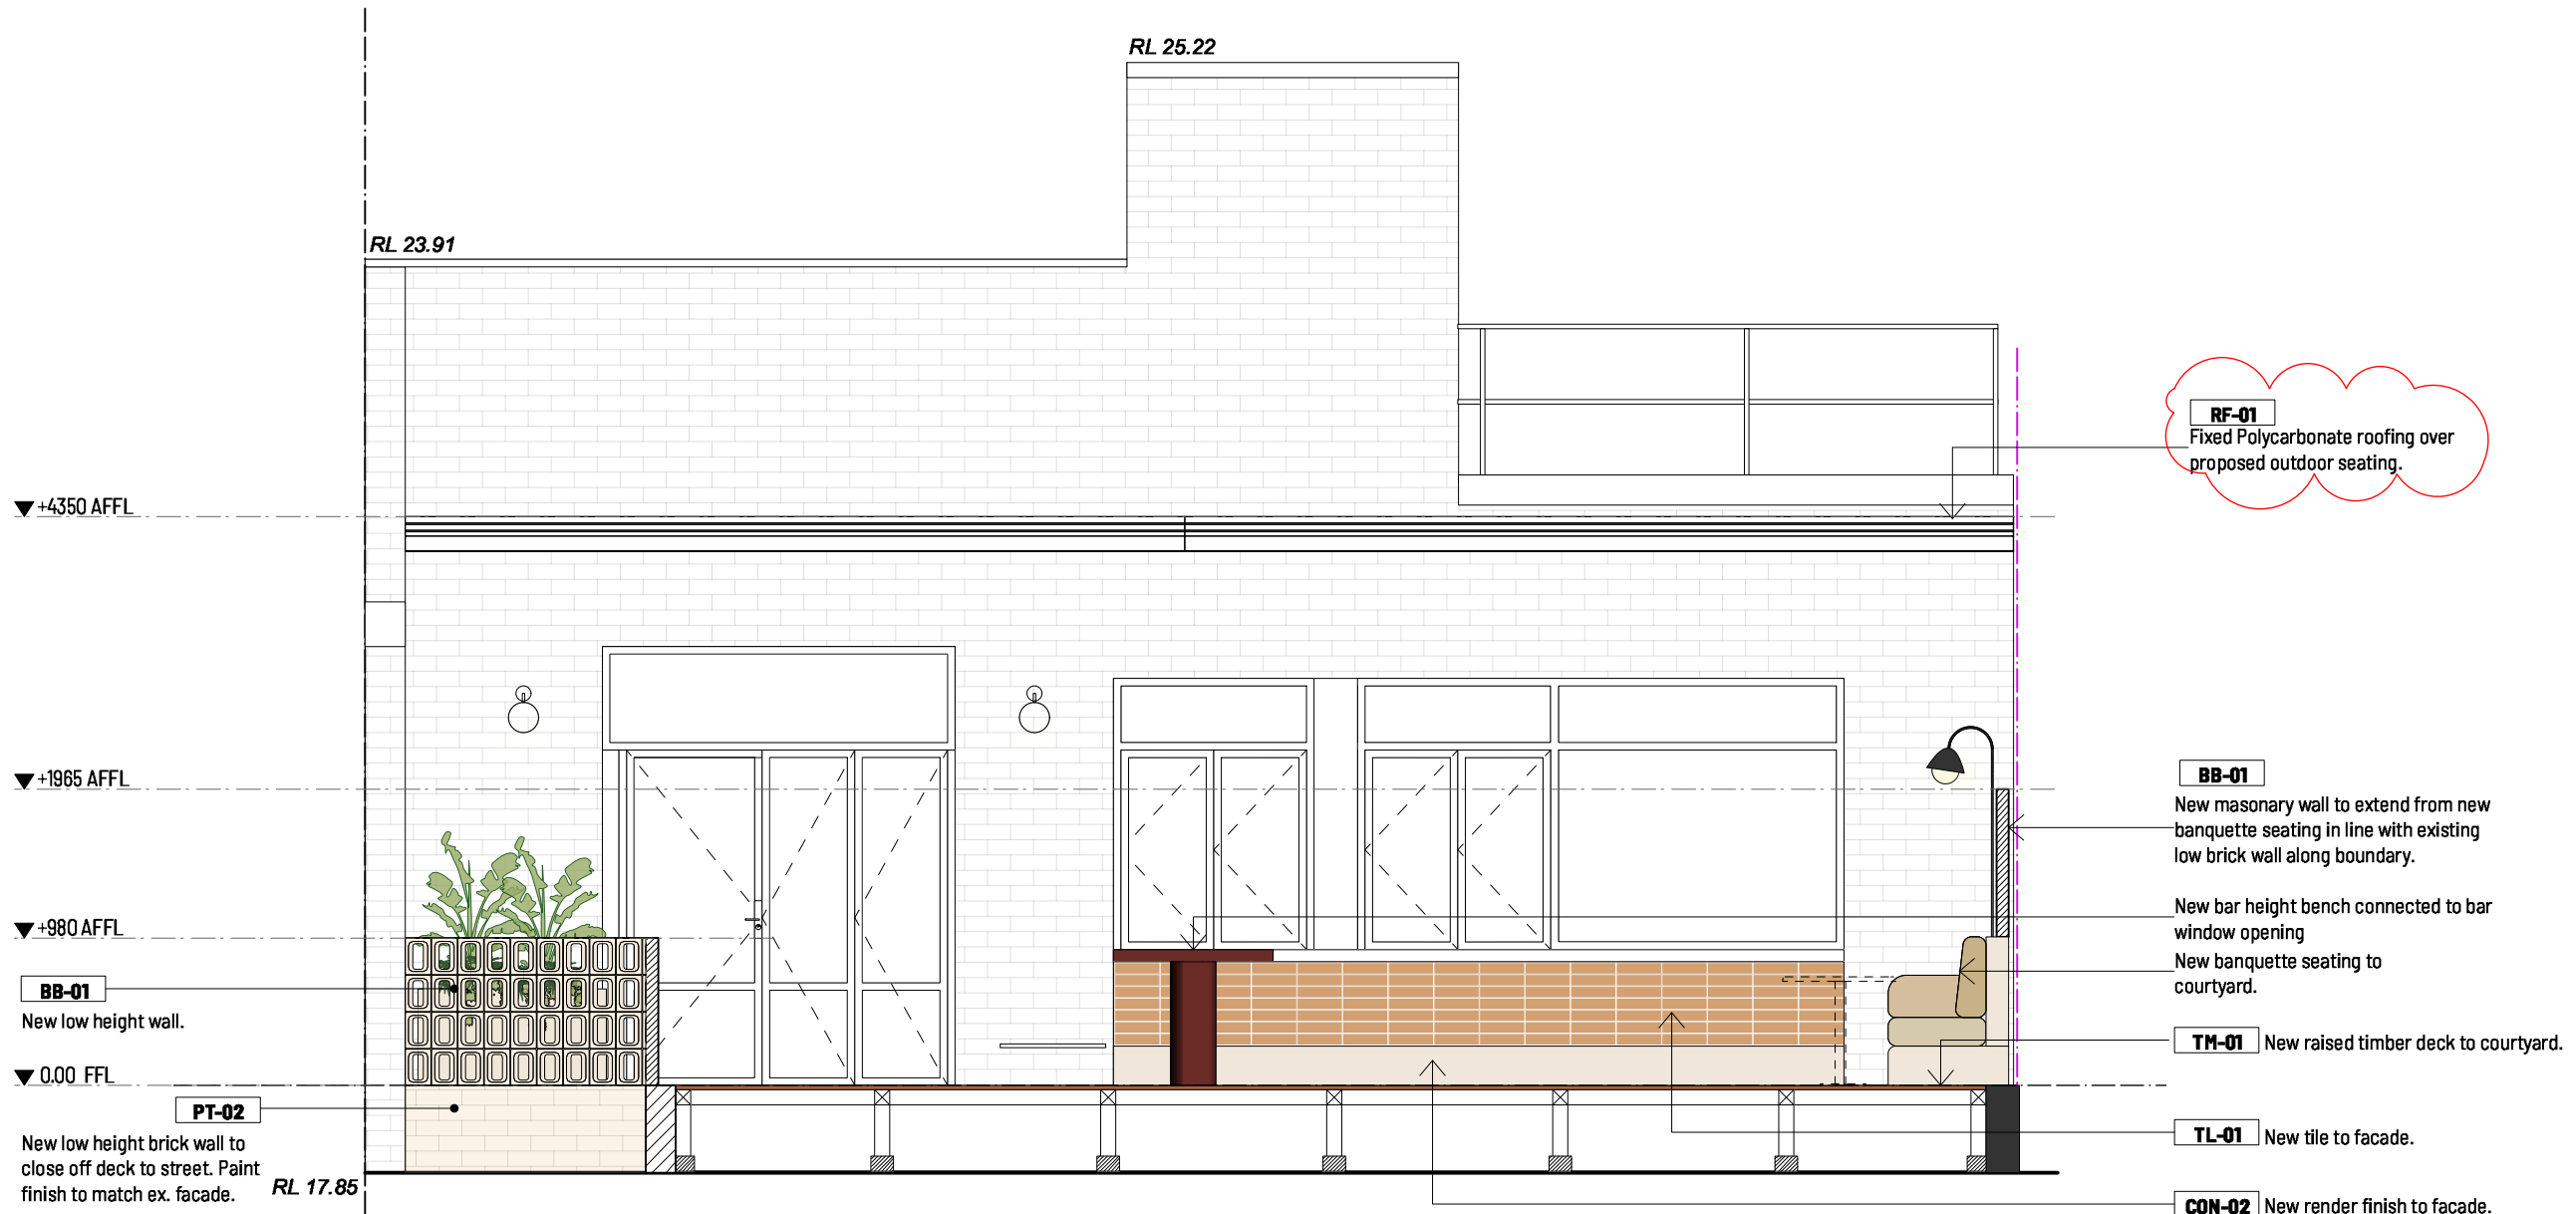 RL 25.22
RL 23.91
RF-01
Fixed Polycarbonate roofing over
proposed outdoor seating.
+4350 AFFL
+1965 AFFL
BB-01
New masonary wall to extend from new
banquette seating in line with existing
low brick wall along boundary.
New bar height bench connected to bar
window opening
+980 AFFL
New banquette seating to
courtyard.
BB-01
New low height wall.
TM-01 New raised timber deck to courtyard.
0.00 FFL
PT-02
New low height brick wall to
close off deck to street. Paint
finish to match ex. facade.
TL-01 New tile to facade.
RL 17.85
CON-02 New render finish to facade.